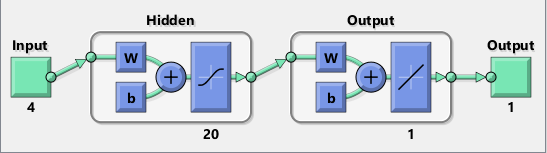 Hidden Output
Input Output
W W
+ +
b b
4 1
20 1